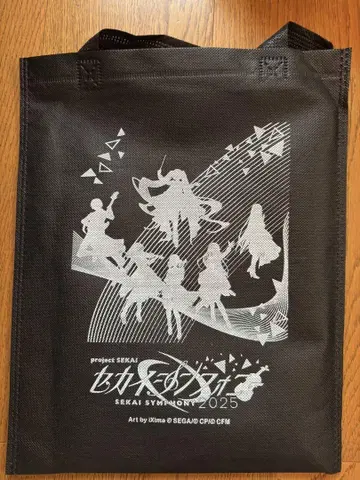 project SEKAI
セカイシンフォニー
SEKAI SYMPHONY 2025
Art by iXima © SEGA/© CP/© CFM